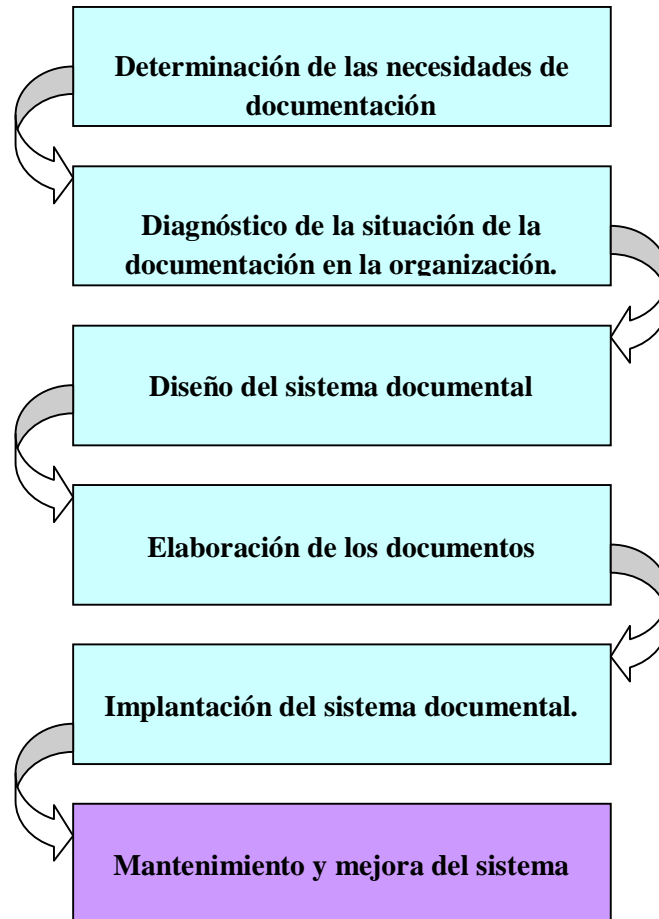 Determinación de las necesidades de
documentación
Diagnóstico de la situación de la
documentación en la organización.
Diseño del sistema documental
Elaboración de los documentos
Implantación del sistema documental.
Mantenimiento y mejora del sistema